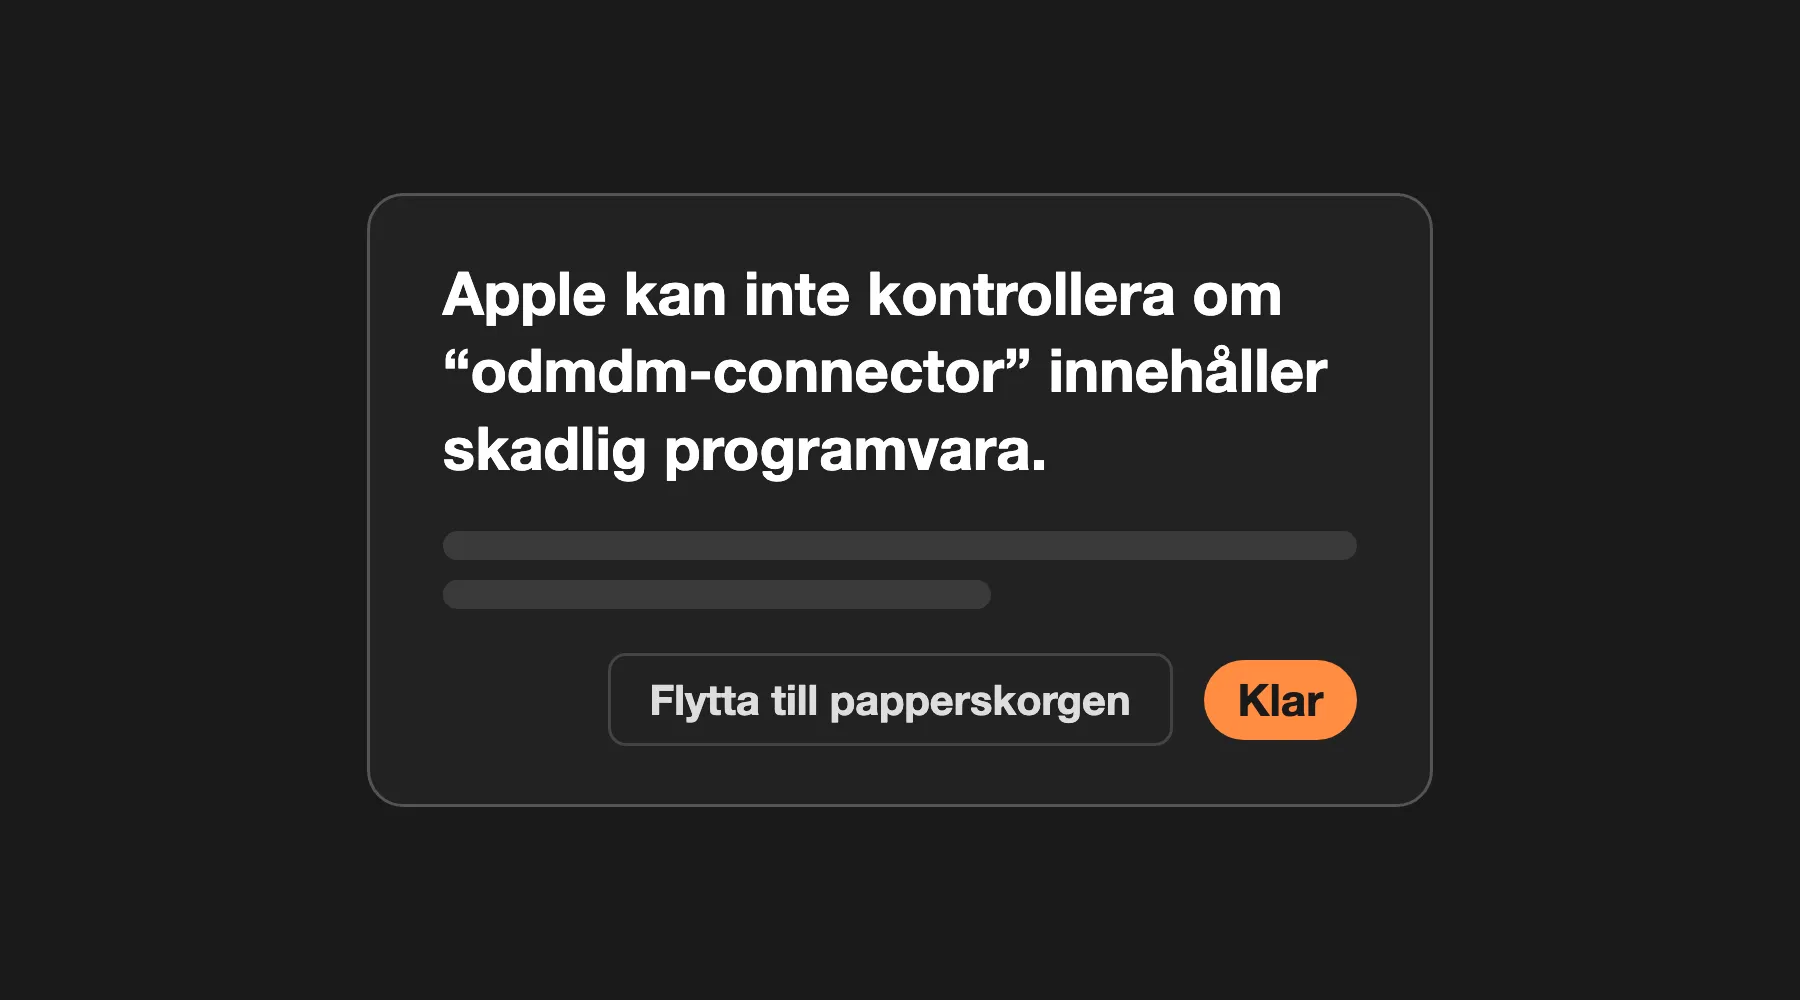 Apple kan inte kontrollera om
“odmdm-connector” innehåller
skadlig programvara.
Flytta till papperskorgen
Klar